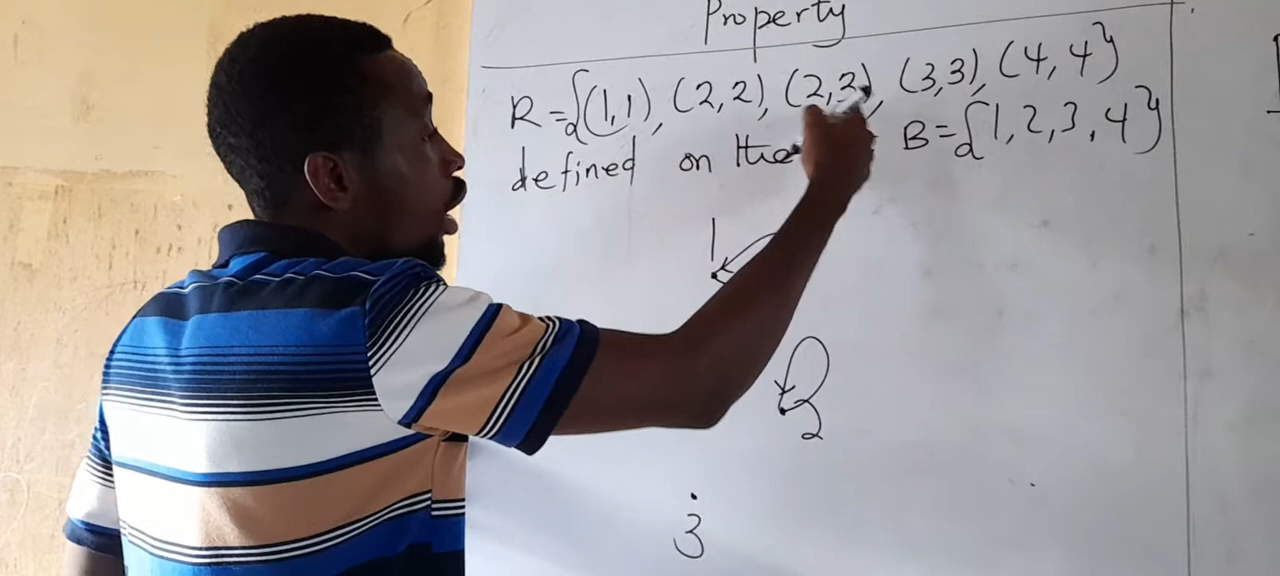 Property
R = {(1,1), (2,2), (2,3), (3,3), (4,4}
defined on the B = {1, 2, 3, 4}
1
2
3